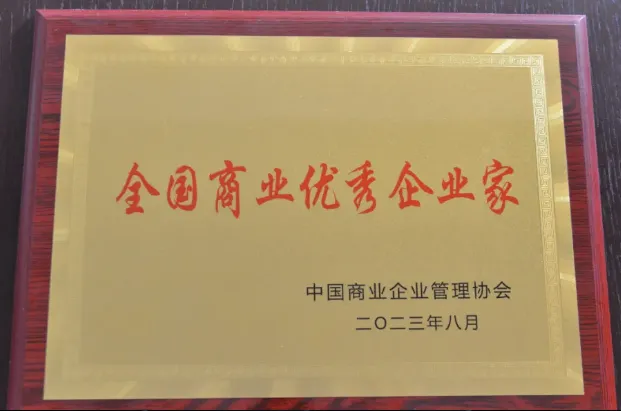 全国商业优秀企业家
中国商业企业管理协会
二〇二三年八月